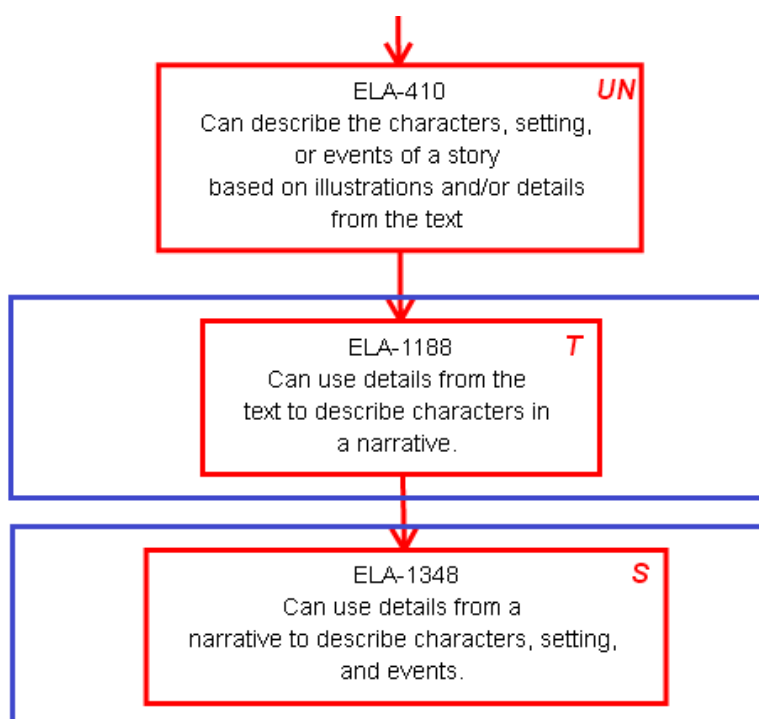 ELA-410 UN
Can describe the characters, setting,
or events of a story
based on illustrations and/or details
from the text
ELA-1188 T
Can use details from the
text to describe characters in
a narrative.
ELA-1348 S
Can use details from a
narrative to describe characters, setting,
and events.